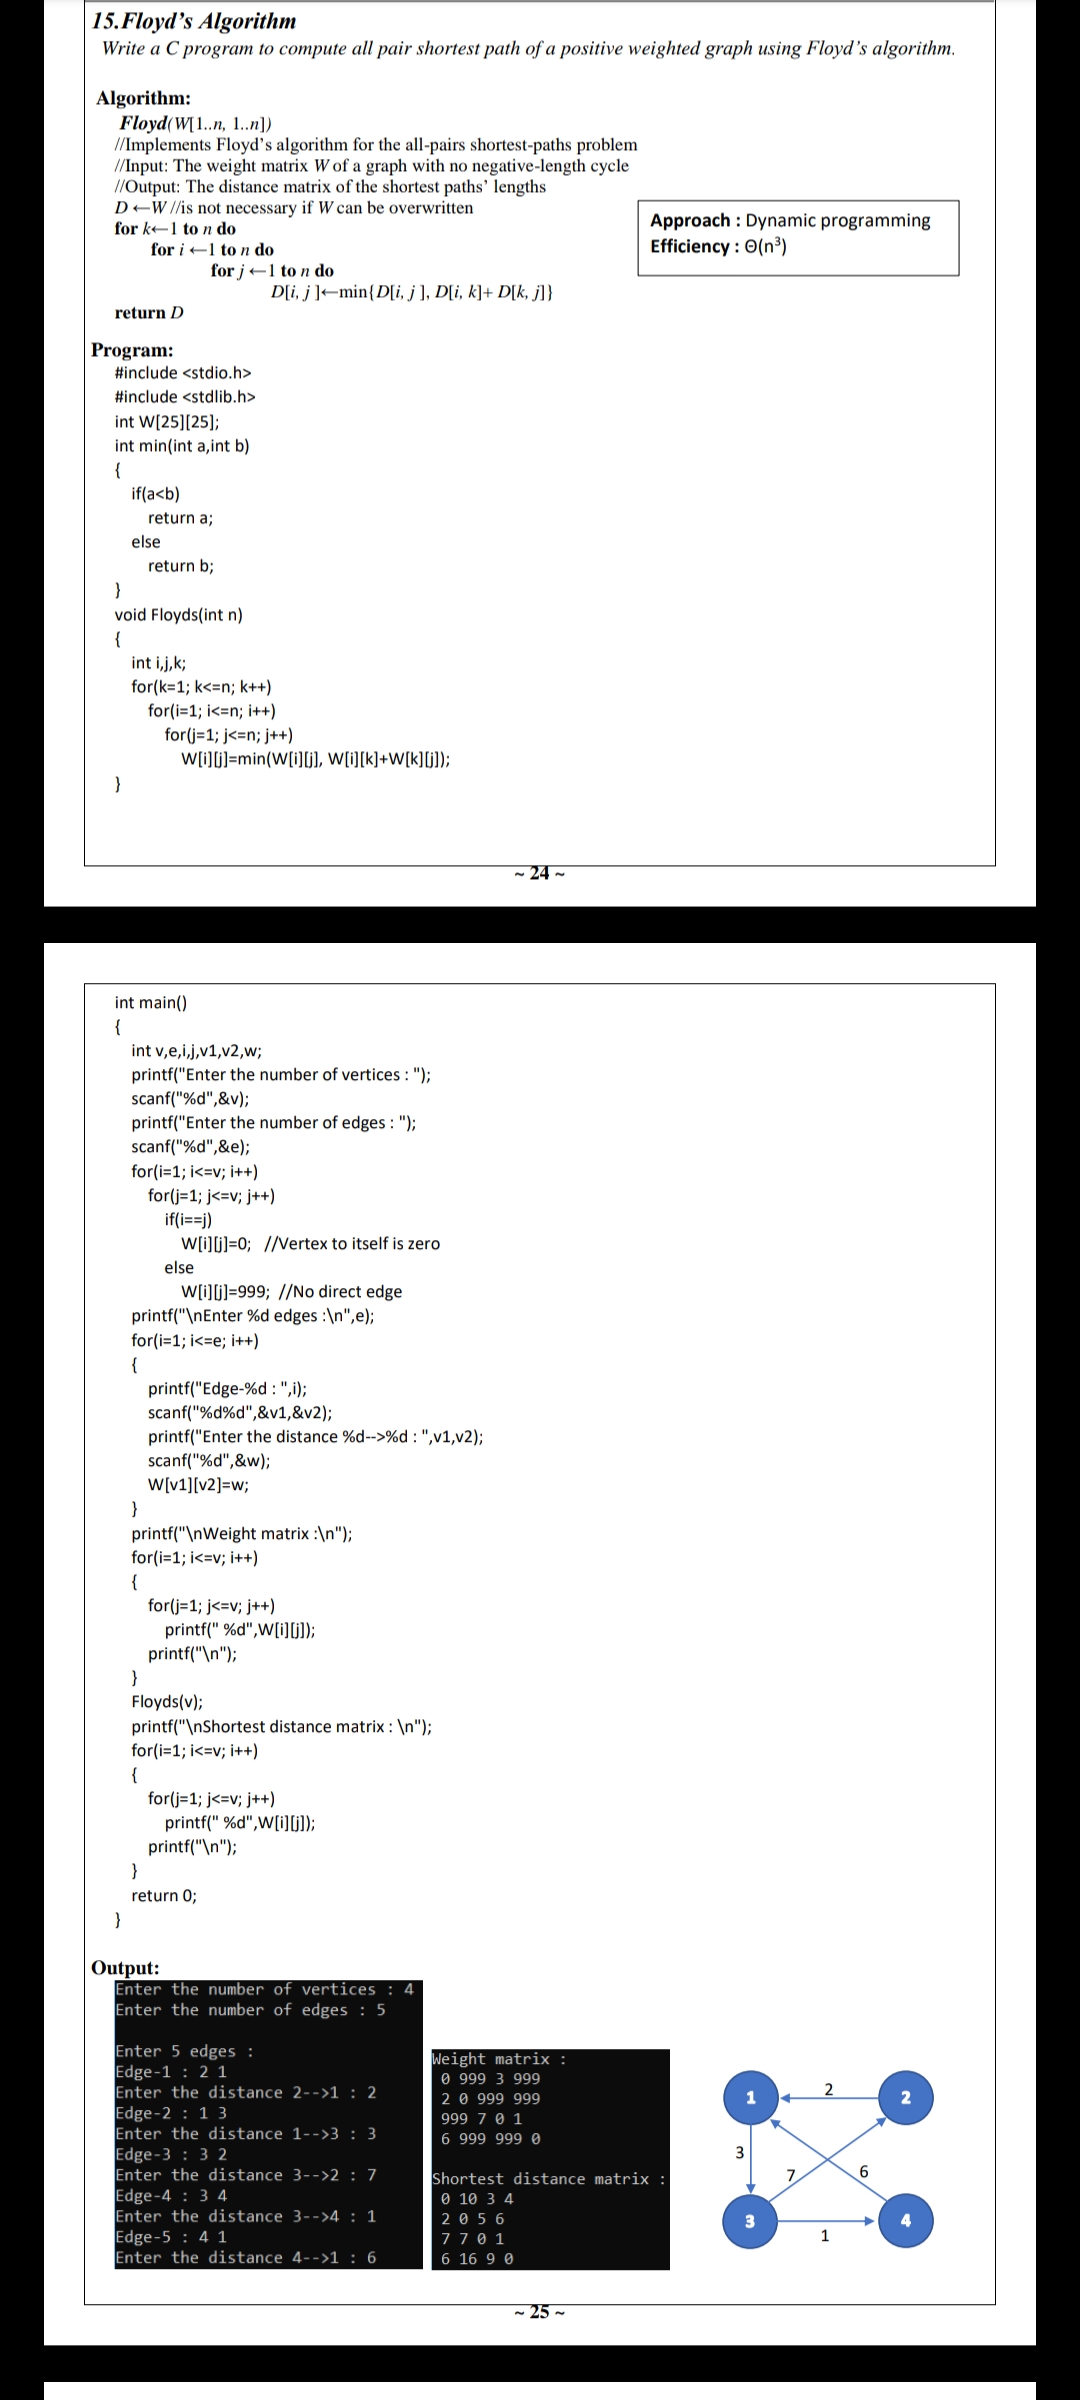 15.Floyd's Algorithm
Write a C program to compute all pair shortest path of a positive weighted graph using Floyd's algorithm.
Algorithm:
Floyd(W[1..n, 1..n])
//Implements Floyd's algorithm for the all-pairs shortest-paths problem
//Input: The weight matrix W of a graph with no negative-length cycle
//Output: The distance matrix of the shortest paths' lengths
D ←W //is not necessary if W can be overwritten
for k←1 to n do
for i ←1 to n do
for j ←1 to n do
D[i, j ]←min{D[i, j ], D[i, k]+ D[k, j]}
return D
Approach : Dynamic programming
Efficiency : Θ(n³)
Program:
#include <stdio.h>
#include <stdlib.h>
int W[25][25];
int min(int a,int b)
{
if(a<b)
return a;
else
return b;
}
void Floyds(int n)
{
int i,j,k;
for(k=1; k<=n; k++)
for(i=1; i<=n; i++)
for(j=1; j<=n; j++)
W[i][j]=min(W[i][j], W[i][k]+W[k][j]);
}
~ 24 ~
int main()
{
int v,e,i,j,v1,v2,w;
printf("Enter the number of vertices : ");
scanf("%d",&v);
printf("Enter the number of edges : ");
scanf("%d",&e);
for(i=1; i<=v; i++)
for(j=1; j<=v; j++)
if(i==j)
W[i][j]=0; //Vertex to itself is zero
else
W[i][j]=999; //No direct edge
printf("\nEnter %d edges :\n",e);
for(i=1; i<=e; i++)
{
printf("Edge-%d : ",i);
scanf("%d%d",&v1,&v2);
printf("Enter the distance %d-->%d : ",v1,v2);
scanf("%d",&w);
W[v1][v2]=w;
}
printf("\nWeight matrix :\n");
for(i=1; i<=v; i++)
{
for(j=1; j<=v; j++)
printf(" %d",W[i][j]);
printf("\n");
}
Floyds(v);
printf("\nShortest distance matrix : \n");
for(i=1; i<=v; i++)
{
for(j=1; j<=v; j++)
printf(" %d",W[i][j]);
printf("\n");
}
return 0;
}
Output:
Enter the number of vertices : 4
Enter the number of edges : 5
Enter 5 edges :
Edge-1 : 2 1
Enter the distance 2-->1 : 2
Edge-2 : 1 3
Enter the distance 1-->3 : 3
Edge-3 : 3 2
Enter the distance 3-->2 : 7
Edge-4 : 3 4
Enter the distance 3-->4 : 1
Edge-5 : 4 1
Enter the distance 4-->1 : 6
Weight matrix :
0 999 3 999
2 0 999 999
999 7 0 1
6 999 999 0
Shortest distance matrix :
0 10 3 4
2 0 5 6
7 7 0 1
6 16 9 0
1
2
2
3
7
6
3
4
1
~ 25 ~